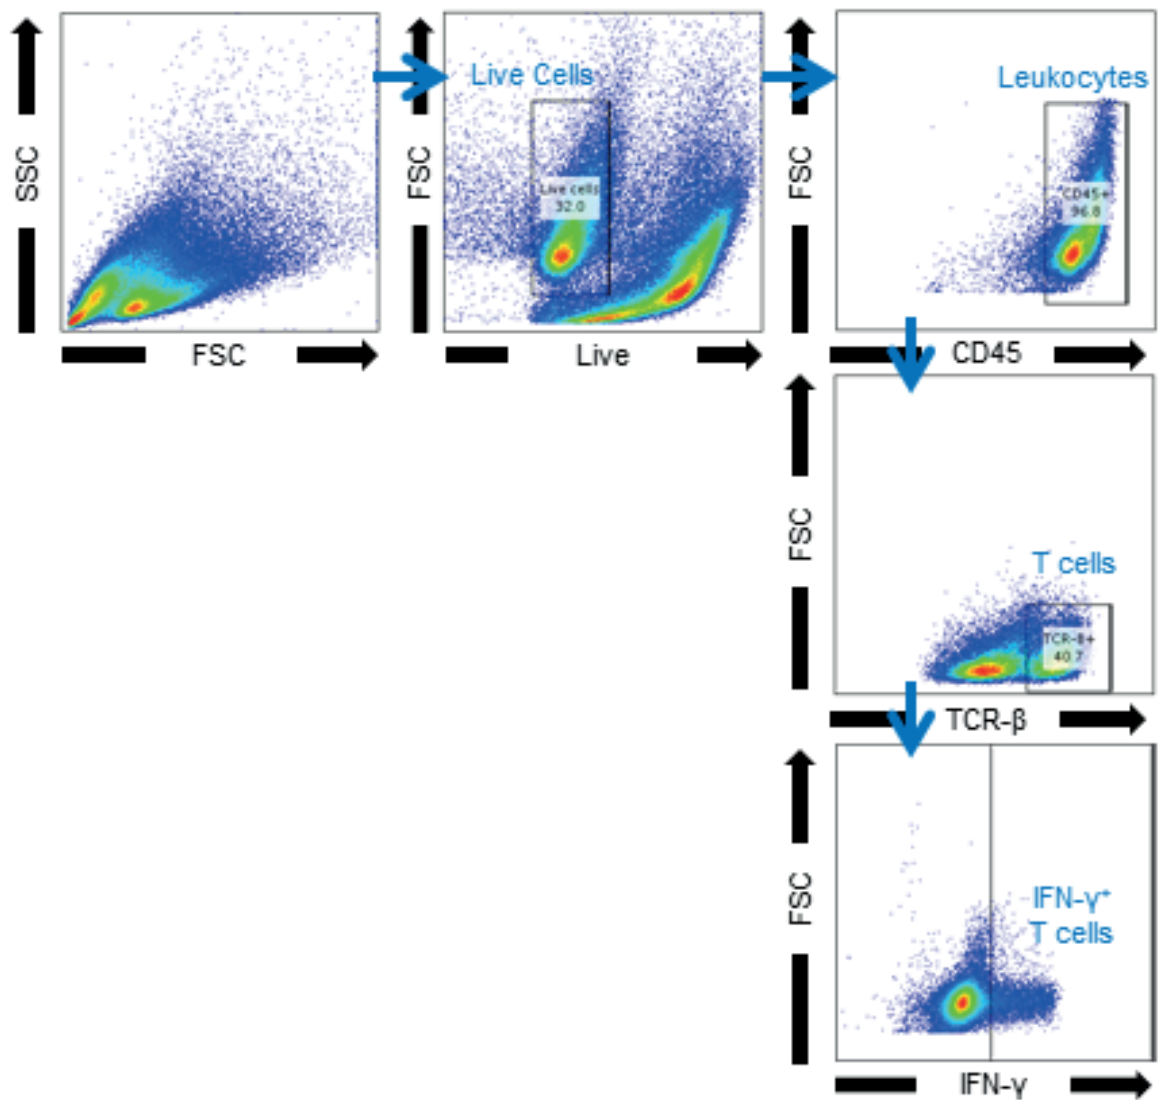 SSC
FSC
FSC
Live Cells
Live cells
32.0
Live
FSC
Leukocytes
CD45+
96.8
CD45
FSC
T cells
TCR-B+
40.7
TCR-β
FSC
IFN-γ+
T cells
IFN-γ